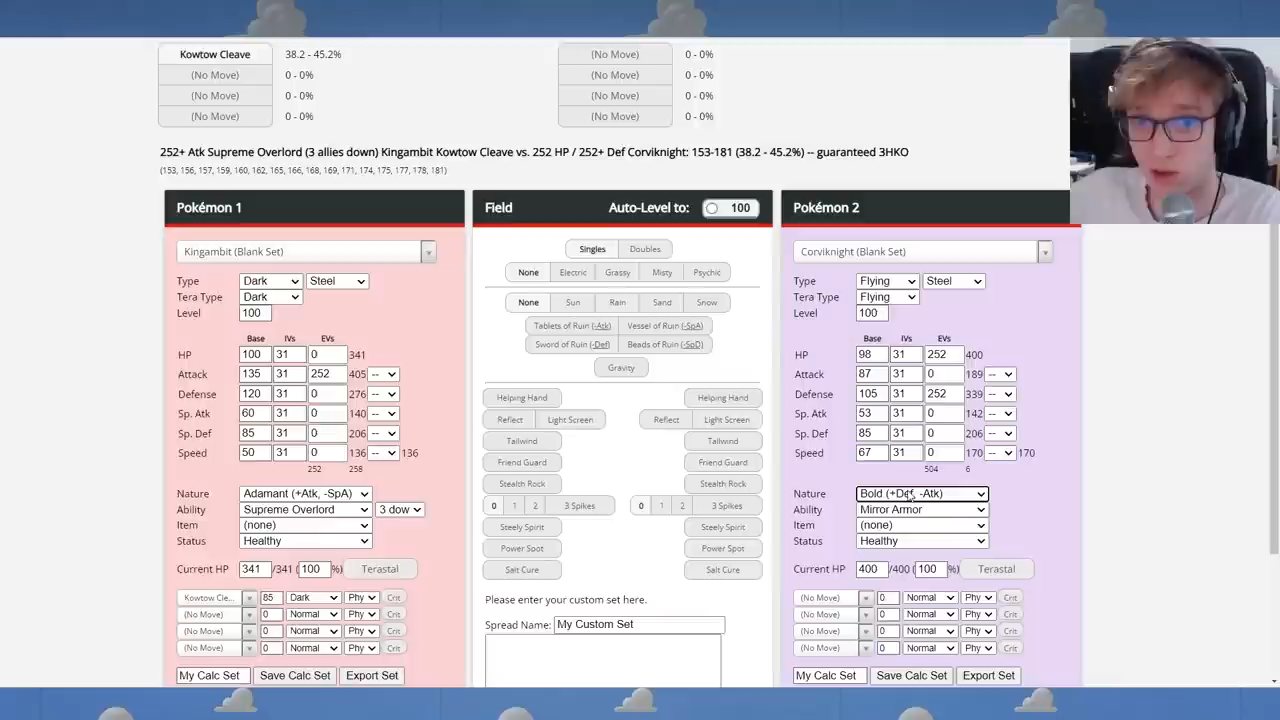 Kowtow Cleave 38.2 - 45.2% (No Move) 0 - 0%
(No Move) 0 - 0% (No Move) 0 - 0%
(No Move) 0 - 0% (No Move) 0 - 0%
(No Move) 0 - 0% (No Move) 0 - 0%
252+ Atk Supreme Overlord (3 allies down) Kingambit Kowtow Cleave vs. 252 HP / 252+ Def Corviknight: 153-181 (38.2 - 45.2%) -- guaranteed 3HKO
(153, 156, 157, 159, 160, 162, 165, 166, 168, 169, 171, 174, 175, 177, 178, 181)
Pokémon 1
Kingambit (Blank Set)
Type Dark Steel
Tera Type Dark
Level 100
Base IVs EVs
HP 100 31 0 341
Attack 135 31 252 405 --
Defense 120 31 0 276 --
Sp. Atk 60 31 0 140 --
Sp. Def 85 31 0 206 --
Speed 50 31 0 136 -- 136
252 258
Nature Adamant (+Atk, -SpA)
Ability Supreme Overlord 3 dow
Item (none)
Status Healthy
Current HP 341 /341 ( 100 %) Terastal
Kowtow Cle... 85 Dark Phy Crit
(No Move) 0 Normal Phy Crit
(No Move) 0 Normal Phy Crit
(No Move) 0 Normal Phy Crit
My Calc Set Save Calc Set Export Set
Field Auto-Level to: 100
Singles Doubles
None Electric Grassy Misty Psychic
None Sun Rain Sand Snow
Tablets of Ruin (-Atk) Vessel of Ruin (-SpA)
Sword of Ruin (-Def) Beads of Ruin (-SpD)
Gravity
Helping Hand Helping Hand
Reflect Light Screen Reflect Light Screen
Tailwind Tailwind
Friend Guard Friend Guard
Stealth Rock Stealth Rock
0 1 2 3 Spikes 0 1 2 3 Spikes
Steely Spirit Steely Spirit
Power Spot Power Spot
Salt Cure Salt Cure
Please enter your custom set here.
Spread Name: My Custom Set
Pokémon 2
Corviknight (Blank Set)
Type Flying Steel
Tera Type Flying
Level 100
Base IVs EVs
HP 98 31 252 400
Attack 87 31 0 189 --
Defense 105 31 252 339 --
Sp. Atk 53 31 0 142 --
Sp. Def 85 31 0 206 --
Speed 67 31 0 170 -- 170
504 6
Nature Bold (+Def, -Atk)
Ability Mirror Armor
Item (none)
Status Healthy
Current HP 400 /400 ( 100 %) Terastal
(No Move) 0 Normal Phy Crit
(No Move) 0 Normal Phy Crit
(No Move) 0 Normal Phy Crit
(No Move) 0 Normal Phy Crit
My Calc Set Save Calc Set Export Set